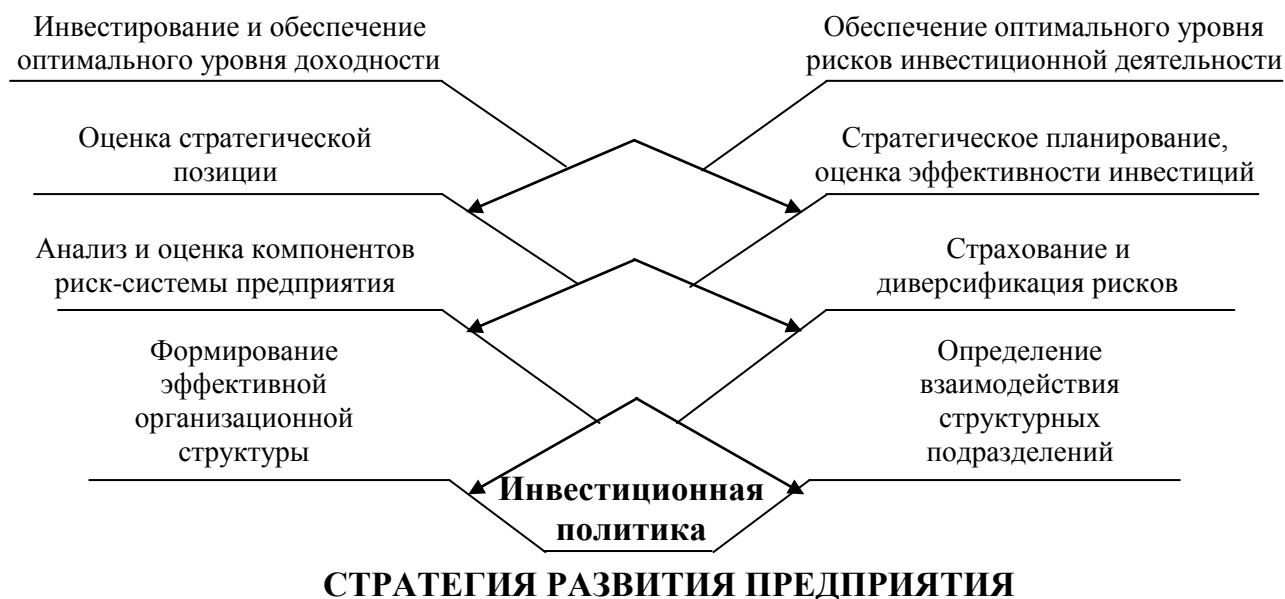 Инвестирование и обеспечение
оптимального уровня доходности
Обеспечение оптимального уровня
рисков инвестиционной деятельности
Оценка стратегической
позиции
Стратегическое планирование,
оценка эффективности инвестиций
Анализ и оценка компонентов
риск-системы предприятия
Страхование и
диверсификация рисков
Формирование
эффективной
организационной
структуры
Определение
взаимодействия
структурных
подразделений
Инвестиционная
политика
СТРАТЕГИЯ РАЗВИТИЯ ПРЕДПРИЯТИЯ